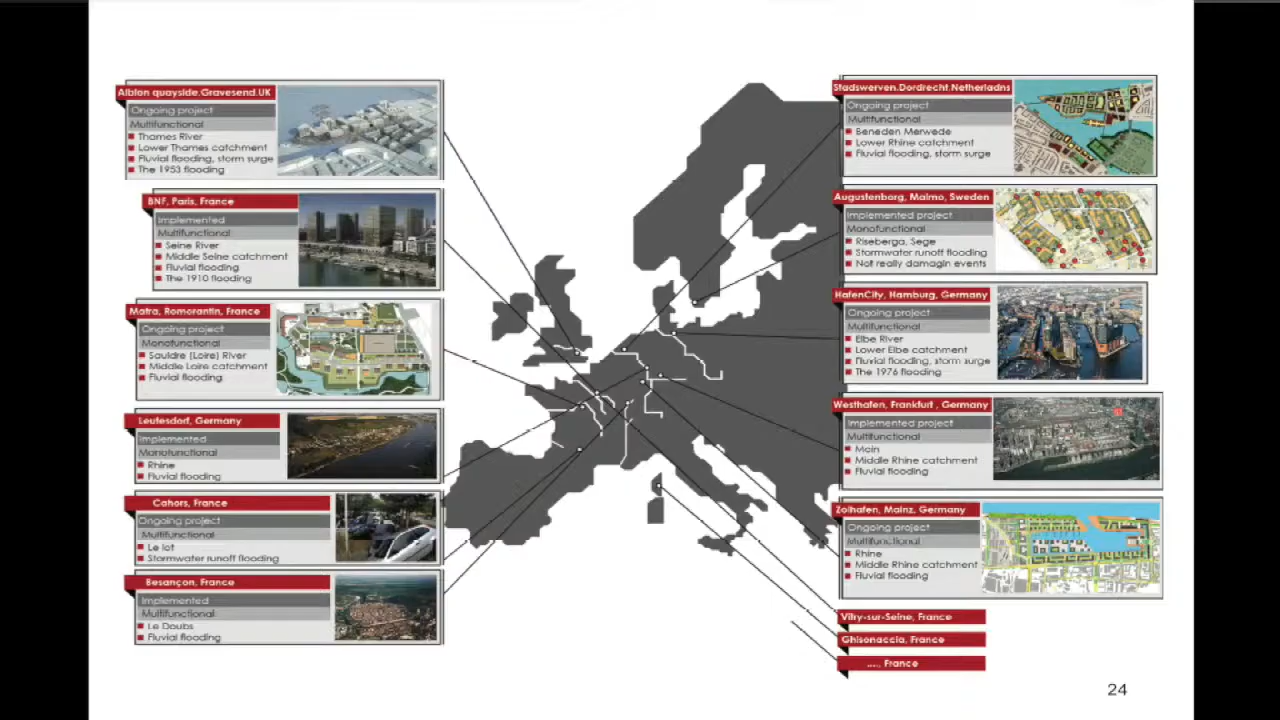 Albion quayside.Gravesend.UK
Ongoing project
Multifunctional
Thames River
Lower Thames catchment
Fluvial flooding, storm surge
The 1953 flooding
BNF, Paris, France
Implemented
Multifunctional
Seine River
Middle Seine catchment
Fluvial flooding
The 1910 flooding
Matra, Romorantin, France
Ongoing project
Monofunctional
Sauldre (Loire) River
Middle Loire catchment
Fluvial flooding
Leutesdorf, Germany
Implemented
Monofunctional
Rhine
Fluvial flooding
Cahors, France
Ongoing project
Multifunctional
Le lot
Stormwater runoff flooding
Besançon, France
Implemented
Multifunctional
Le Doubs
Fluvial flooding
Stadswerven.Dordrecht.Netherladns
Ongoing project
Multifunctional
Beneden Merwede
Lower Rhine catchment
Fluvial flooding, storm surge
Augustenborg, Malmo, Sweden
Implemented project
Monofunctional
Riseberga, Sege
Stormwater runoff flooding
Not really damagin events
HafenCity, Hamburg, Germany
Ongoing project
Multifunctional
Elbe River
Lower Elbe catchment
Fluvial flooding, storm surge
The 1976 flooding
Westhafen, Frankfurt , Germany
Implemented project
Multifunctional
Main
Middle Rhine catchment
Fluvial flooding
Zolhafen, Mainz, Germany
Ongoing project
Multifunctional
Rhine
Middle Rhine catchment
Fluvial flooding
Vitry-sur-Seine, France
Ghisonaccia, France
...., France
24